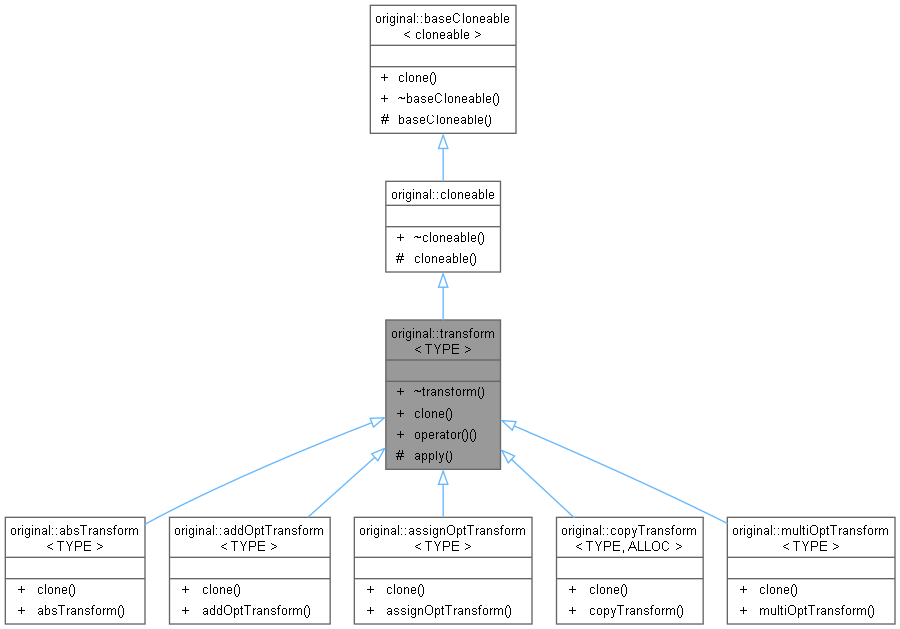 original::baseCloneable
< cloneable >
+ clone()
+ ~baseCloneable()
# baseCloneable()
original::cloneable
+ ~cloneable()
# cloneable()
original::transform
< TYPE >
+ ~transform()
+ clone()
+ operator()()
# apply()
original::absTransform
< TYPE >
+ clone()
+ absTransform()
original::addOptTransform
< TYPE >
+ clone()
+ addOptTransform()
original::assignOptTransform
< TYPE >
+ clone()
+ assignOptTransform()
original::copyTransform
< TYPE, ALLOC >
+ clone()
+ copyTransform()
original::multiOptTransform
< TYPE >
+ clone()
+ multiOptTransform()